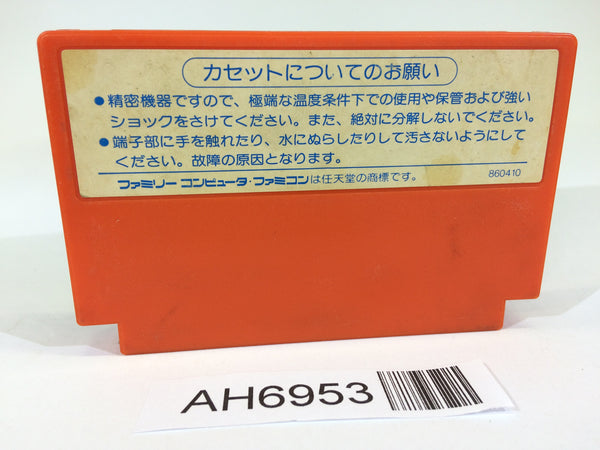 カセットについてのお願い
●精密機器ですので、極端な温度条件下での使用や保管および強い
ショックをさけてください。また、絶対に分解しないでください。
●端子部に手を触れたり、水にぬらしたりして汚さないようにして
ください。故障の原因となります。
ファミリー コンピュータ・ファミコンは任天堂の商標です。
860410
AH6953